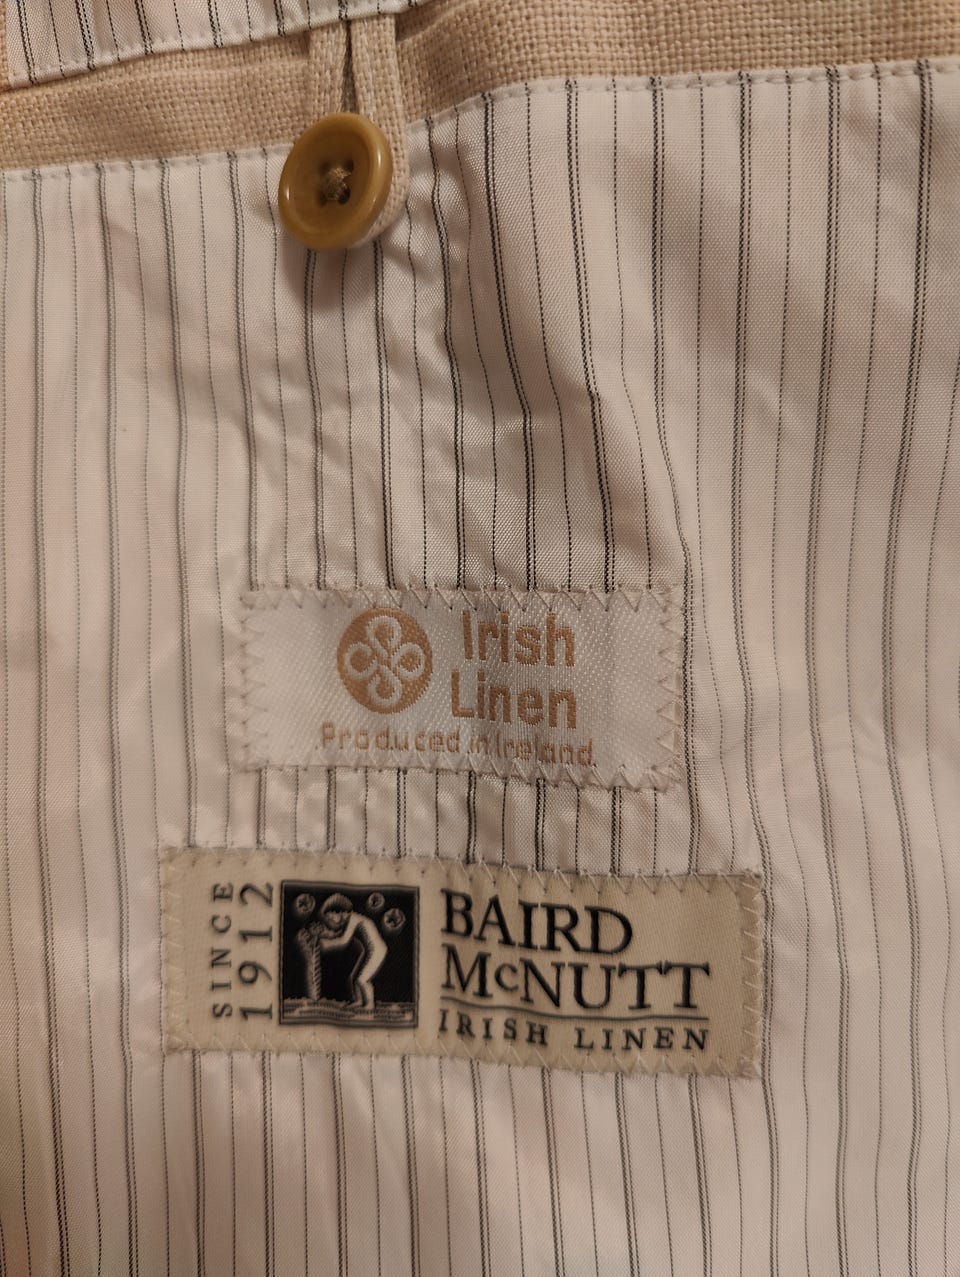 Irish
Linen
Produced in Ireland
SINCE
1912
BAIRD
McNUTT
IRISH LINEN